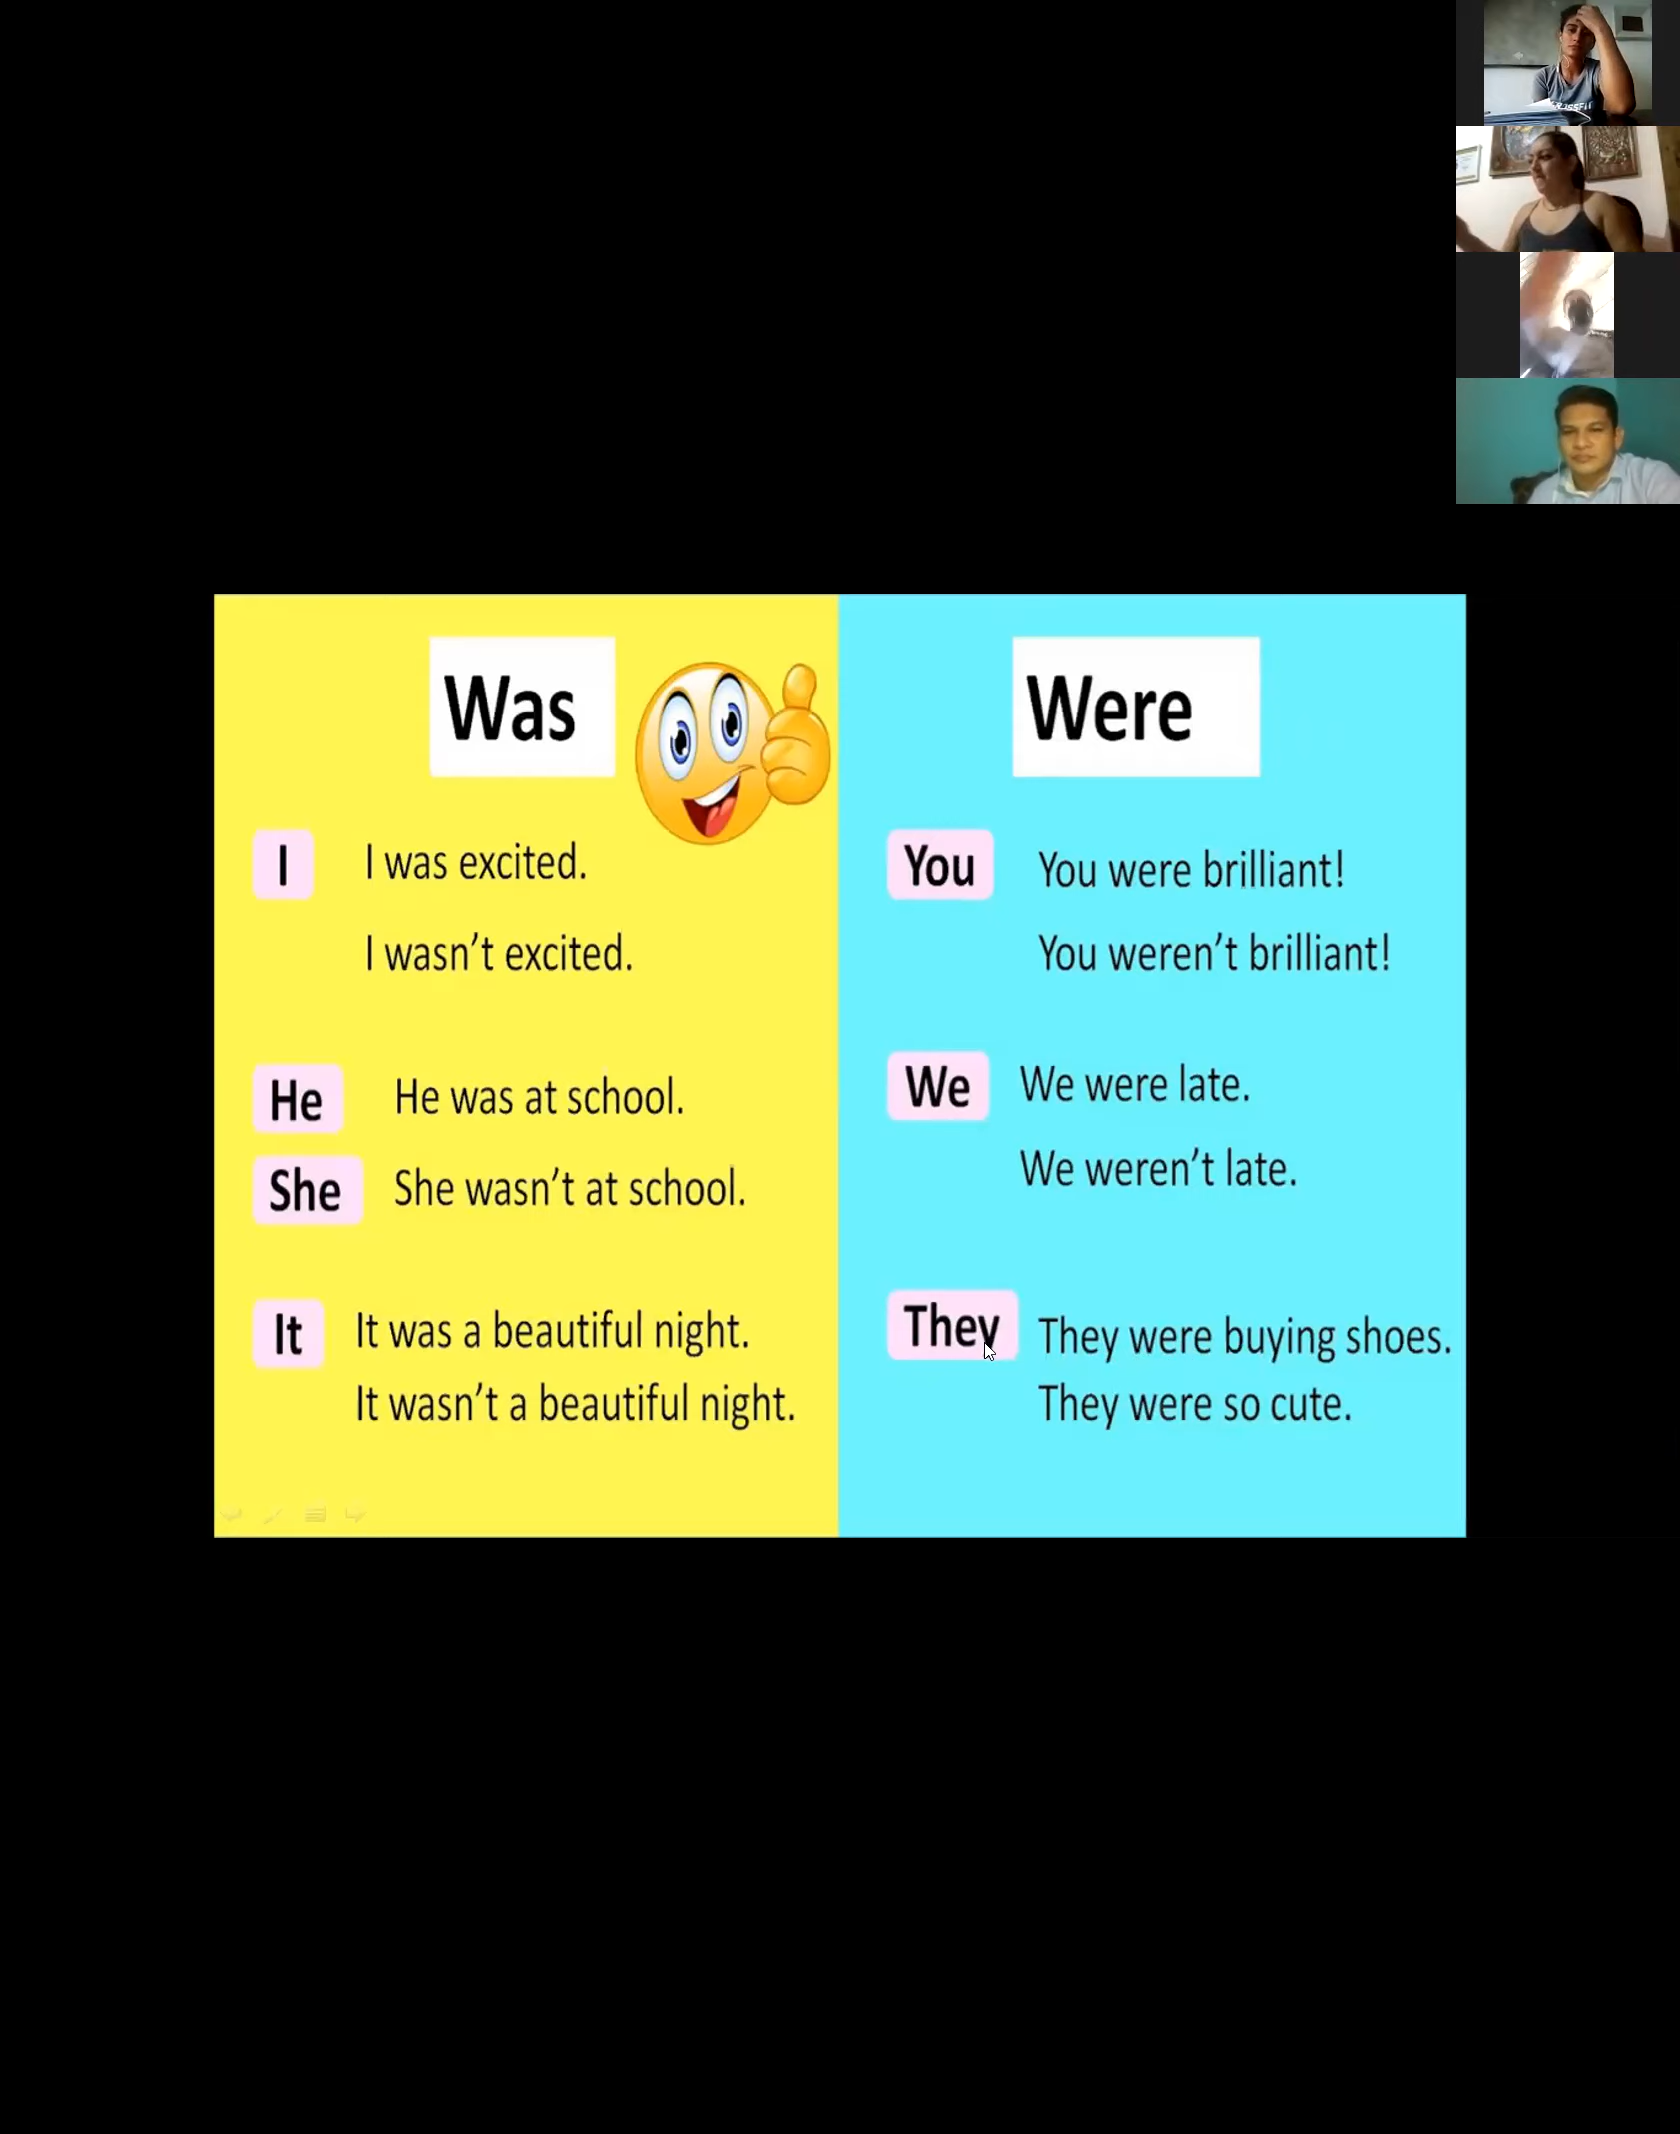 CROSSFIT
Was
I
I was excited.
I wasn't excited.
He
He was at school.
She
She wasn't at school.
It
It was a beautiful night.
It wasn't a beautiful night.
Were
You
You were brilliant!
You weren't brilliant!
We
We were late.
We weren't late.
They
They were buying shoes.
They were so cute.